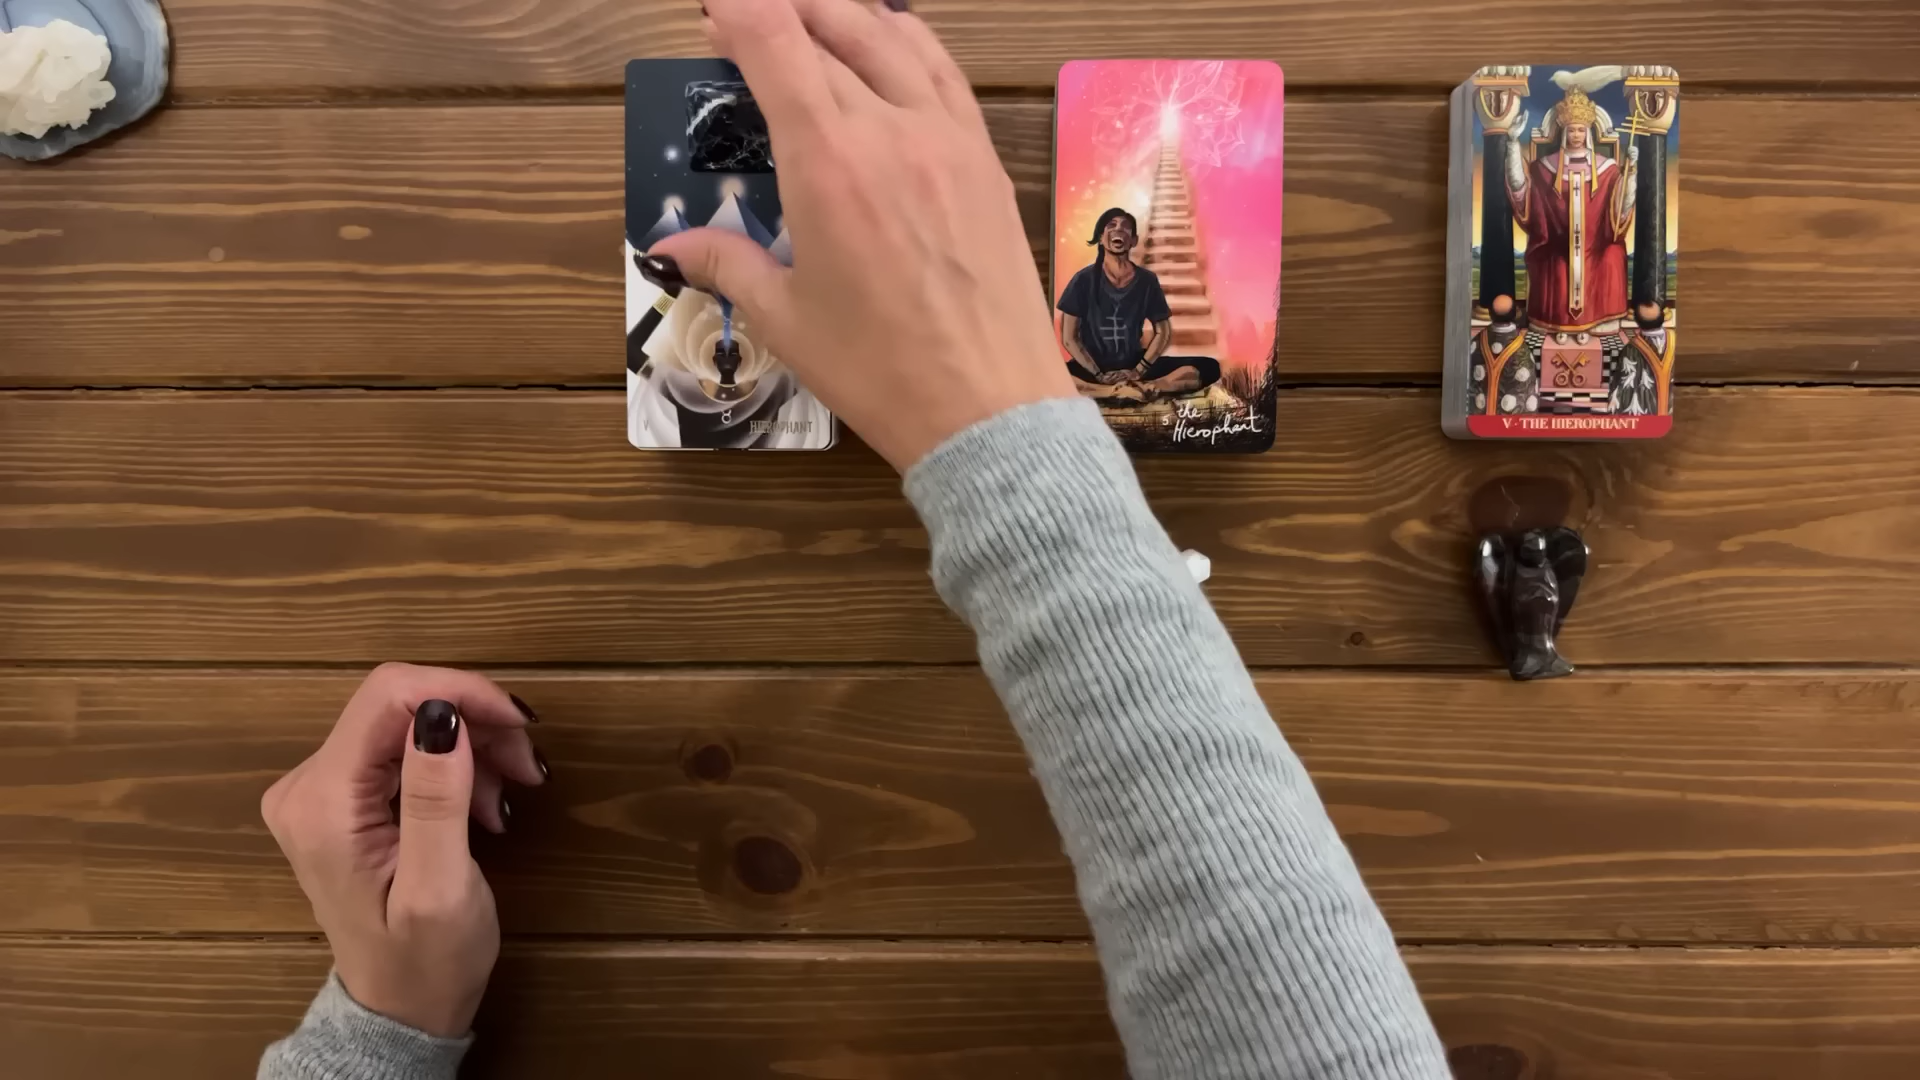 V
HIEROPHANT
5 the
Hierophant
V · THE HIEROPHANT